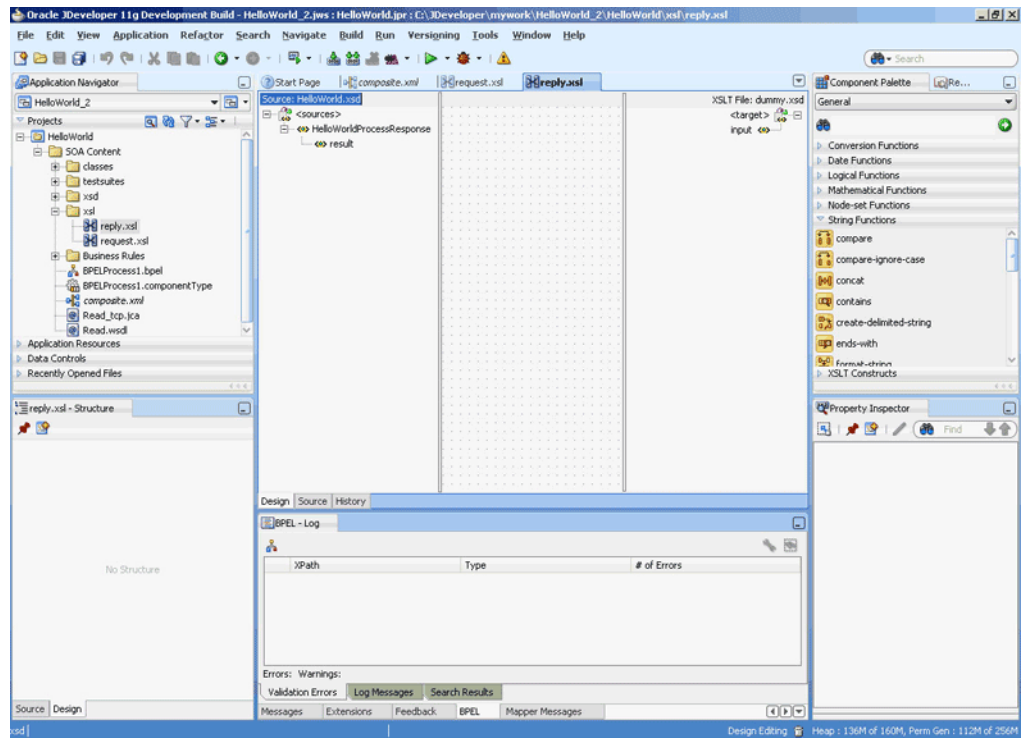 Oracle JDeveloper 11g Development Build - HelloWorld_2.jws : HelloWorld.jpr : C:\JDeveloper\mywork\HelloWorld_2\HelloWorld\xsl\reply.xsl
File Edit View Application Refactor Search Navigate Build Run Versioning Tools Window Help
Search
Application Navigator
HelloWorld_2
Projects
HelloWorld
SOA Content
classes
testsuites
xsd
xsl
reply.xsl
request.xsl
Business Rules
BPELProcess1.bpel
BPELProcess1.componentType
composite.xml
Read_tcp.jca
Read.wsdl
Application Resources
Data Controls
Recently Opened Files
reply.xsl - Structure
No Structure
Source Design
Start Page composite.xml request.xsl reply.xsl
Source: HelloWorld.xsd
<sources>
HelloWorldProcessResponse
result
XSLT File: dummy.xsd
<target>
input
Design Source History
BPEL - Log
XPath Type # of Errors
Errors: Warnings:
Validation Errors Log Messages Search Results
Messages Extensions Feedback BPEL Mapper Messages
Component Palette Re...
General
Conversion Functions
Date Functions
Logical Functions
Mathematical Functions
Node-set Functions
String Functions
compare
compare-ignore-case
concat
contains
create-delimited-string
ends-with
format-string
XSLT Constructs
Property Inspector
Find
xsd
Design Editing Heap : 136M of 160M, Perm Gen : 112M of 256M